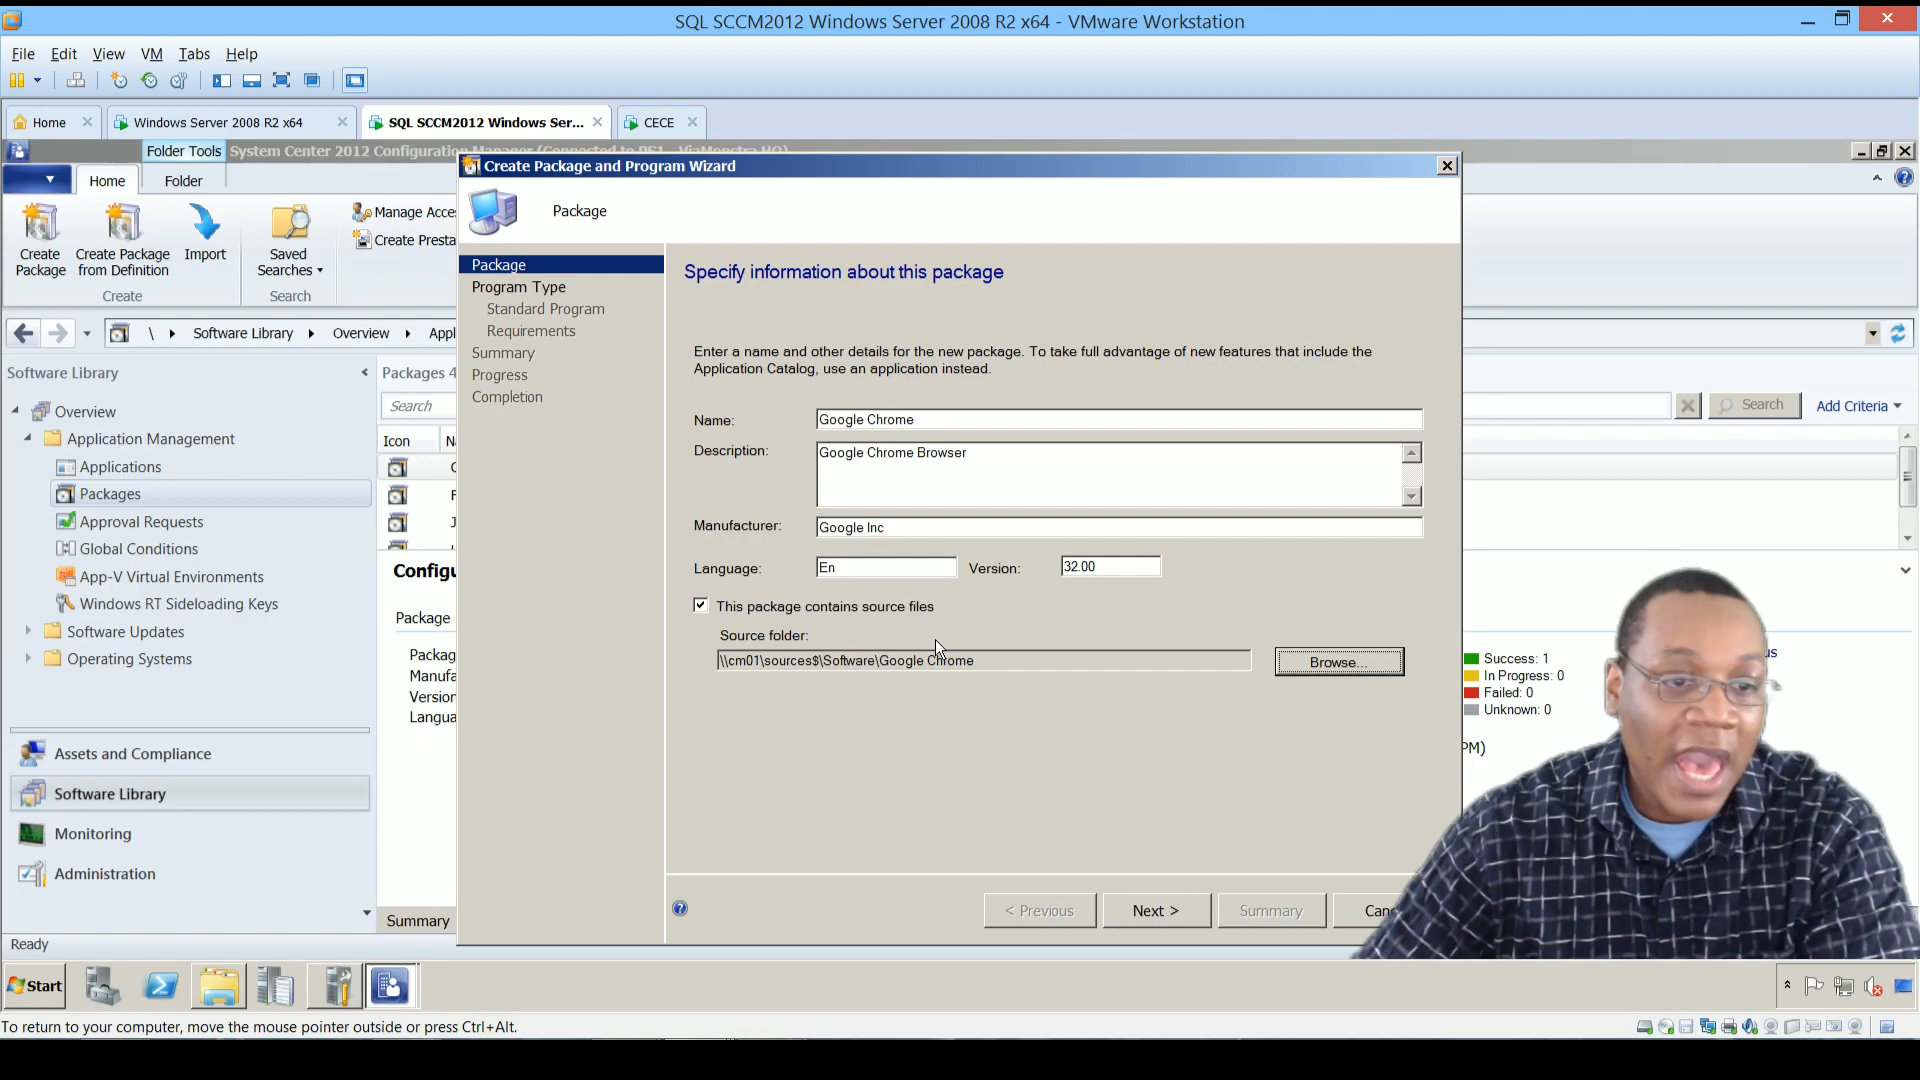 SQL SCCM2012 Windows Server 2008 R2 x64 - VMware Workstation
File Edit View VM Tabs Help
Home
Windows Server 2008 R2 x64
SQL SCCM2012 Windows Ser...
CECE
Folder Tools
System Center 2012 Configuration Manager (Connected to PS1 - ViaMonstra HQ)
Home
Folder
Create Package
Create Package from Definition
Import
Saved Searches
Manage Acce
Create Presta
Create
Search
\ Software Library Overview Appl
Software Library
Overview
Application Management
Applications
Packages
Approval Requests
Global Conditions
App-V Virtual Environments
Windows RT Sideloading Keys
Software Updates
Operating Systems
Assets and Compliance
Software Library
Monitoring
Administration
Ready
Packages 4
Search
Icon
Configu
Package
Packag
Manufa
Version
Langua
Summary
Create Package and Program Wizard
Package
Package
Program Type
Standard Program
Requirements
Summary
Progress
Completion
Specify information about this package
Enter a name and other details for the new package. To take full advantage of new features that include the
Application Catalog, use an application instead.
Name: Google Chrome
Description: Google Chrome Browser
Manufacturer: Google Inc
Language: En Version: 32.00
This package contains source files
Source folder:
\\cm01\sources$\Software\Google Chrome
Browse...
< Previous
Next >
Summary
Canc
Search
Add Criteria
us
Success: 1
In Progress: 0
Failed: 0
Unknown: 0
PM)
Start
To return to your computer, move the mouse pointer outside or press Ctrl+Alt.